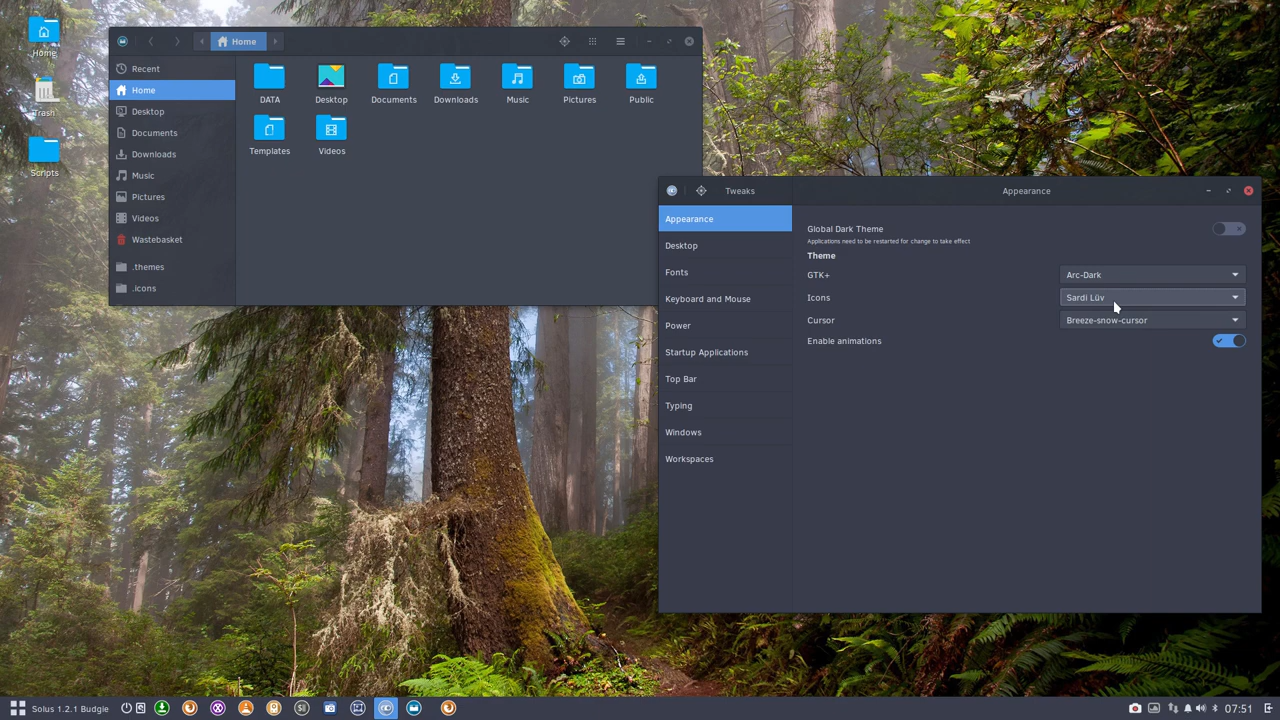 Home
Trash
Scripts
Home
Recent
Home
Desktop
Documents
Downloads
Music
Pictures
Videos
Wastebasket
.themes
.icons
DATA
Desktop
Documents
Downloads
Music
Pictures
Public
Templates
Videos
Tweaks
Appearance
Appearance
Desktop
Fonts
Keyboard and Mouse
Power
Startup Applications
Top Bar
Typing
Windows
Workspaces
Global Dark Theme
Applications need to be restarted for change to take effect
Theme
GTK+
Arc-Dark
Icons
Sardi Lüv
Cursor
Breeze-snow-cursor
Enable animations
Solus 1.2.1 Budgie
07:51